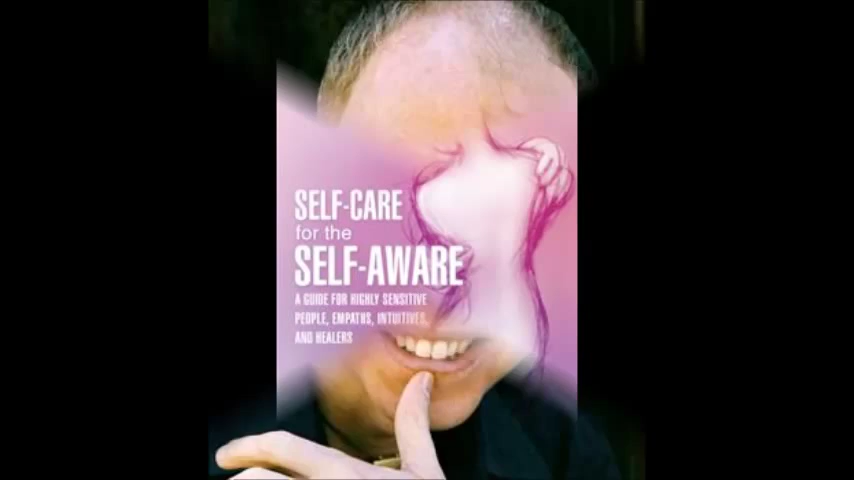 SELF-CARE
for the
SELF-AWARE
A GUIDE FOR HIGHLY SENSITIVE
PEOPLE, EMPATHS, INTUITIVES,
AND HEALERS